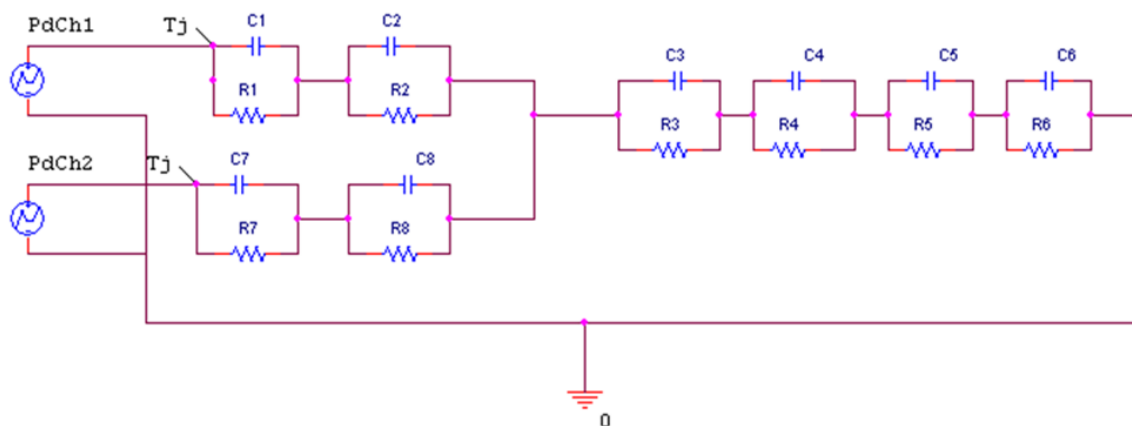 PdCh1
Tj
C1
C2
R1
R2
C3
C4
C5
C6
R3
R4
R5
R6
PdCh2
Tj
C7
C8
R7
R8
0